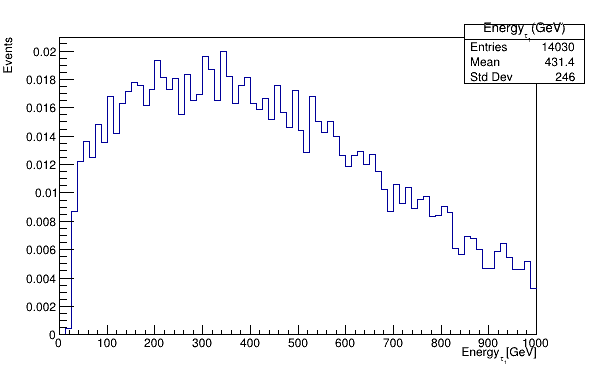 Energy_τ1 (GeV)
Entries 14030
Mean 431.4
Std Dev 246
Events
0.02
0.018
0.016
0.014
0.012
0.01
0.008
0.006
0.004
0.002
0
0 100 200 300 400 500 600 700 800 900 1000
Energy_τ1 [GeV]